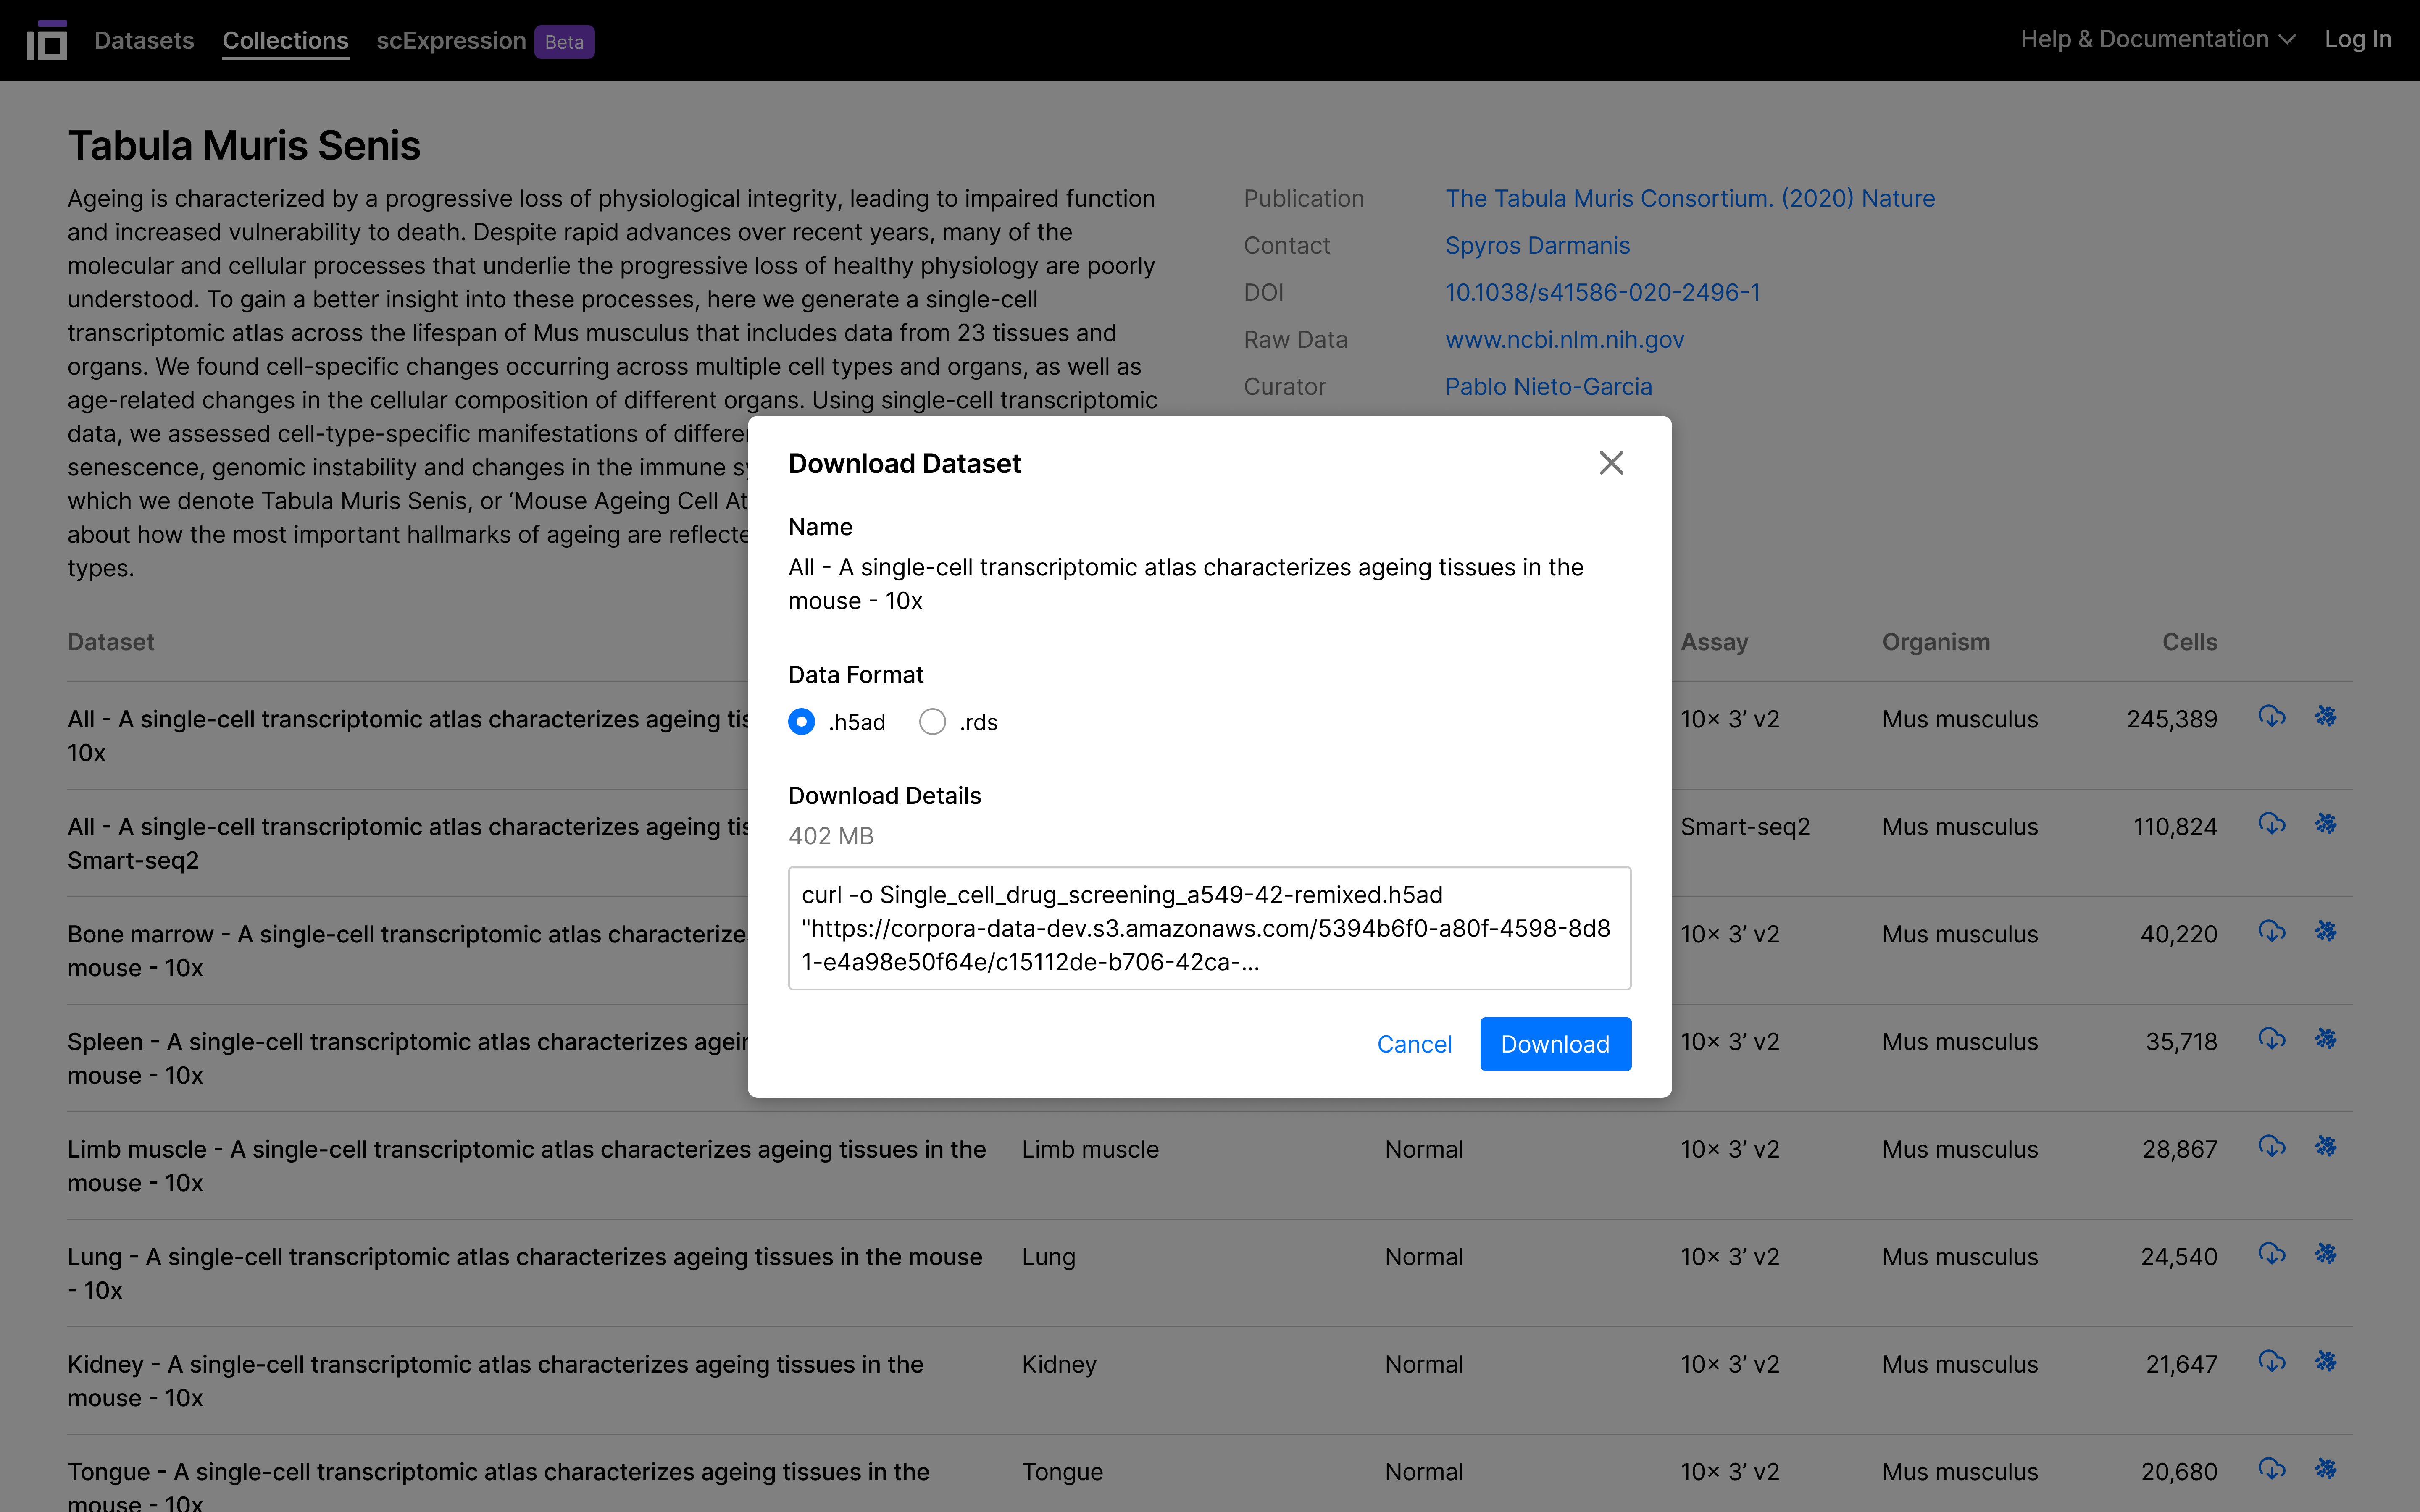 Datasets Collections scExpression Beta Help & Documentation Log In
Tabula Muris Senis
Ageing is characterized by a progressive loss of physiological integrity, leading to impaired function
and increased vulnerability to death. Despite rapid advances over recent years, many of the
molecular and cellular processes that underlie the progressive loss of healthy physiology are poorly
understood. To gain a better insight into these processes, here we generate a single-cell
transcriptomic atlas across the lifespan of Mus musculus that includes data from 23 tissues and
organs. We found cell-specific changes occurring across multiple cell types and organs, as well as
age-related changes in the cellular composition of different organs. Using single-cell transcriptomic
data, we assessed cell-type-specific manifestations of differe
senescence, genomic instability and changes in the immune s
which we denote Tabula Muris Senis, or ‘Mouse Ageing Cell At
about how the most important hallmarks of ageing are reflecte
types.
Publication The Tabula Muris Consortium. (2020) Nature
Contact Spyros Darmanis
DOI 10.1038/s41586-020-2496-1
Raw Data www.ncbi.nlm.nih.gov
Curator Pablo Nieto-Garcia
Download Dataset
Name
All - A single-cell transcriptomic atlas characterizes ageing tissues in the
mouse - 10x
Data Format
.h5ad .rds
Download Details
402 MB
curl -o Single_cell_drug_screening_a549-42-remixed.h5ad
"https://corpora-data-dev.s3.amazonaws.com/5394b6f0-a80f-4598-8d8
1-e4a98e50f64e/c15112de-b706-42ca-...
Cancel Download
Dataset Assay Organism Cells
All - A single-cell transcriptomic atlas characterizes ageing tis 10× 3’ v2 Mus musculus 245,389
10x
All - A single-cell transcriptomic atlas characterizes ageing tis Smart-seq2 Mus musculus 110,824
Smart-seq2
Bone marrow - A single-cell transcriptomic atlas characterize 10× 3’ v2 Mus musculus 40,220
mouse - 10x
Spleen - A single-cell transcriptomic atlas characterizes agei 10× 3’ v2 Mus musculus 35,718
mouse - 10x
Limb muscle - A single-cell transcriptomic atlas characterizes ageing tissues in the Limb muscle Normal 10× 3’ v2 Mus musculus 28,867
mouse - 10x
Lung - A single-cell transcriptomic atlas characterizes ageing tissues in the mouse Lung Normal 10× 3’ v2 Mus musculus 24,540
- 10x
Kidney - A single-cell transcriptomic atlas characterizes ageing tissues in the Kidney Normal 10× 3’ v2 Mus musculus 21,647
mouse - 10x
Tongue - A single-cell transcriptomic atlas characterizes ageing tissues in the Tongue Normal 10× 3’ v2 Mus musculus 20,680
mouse - 10x